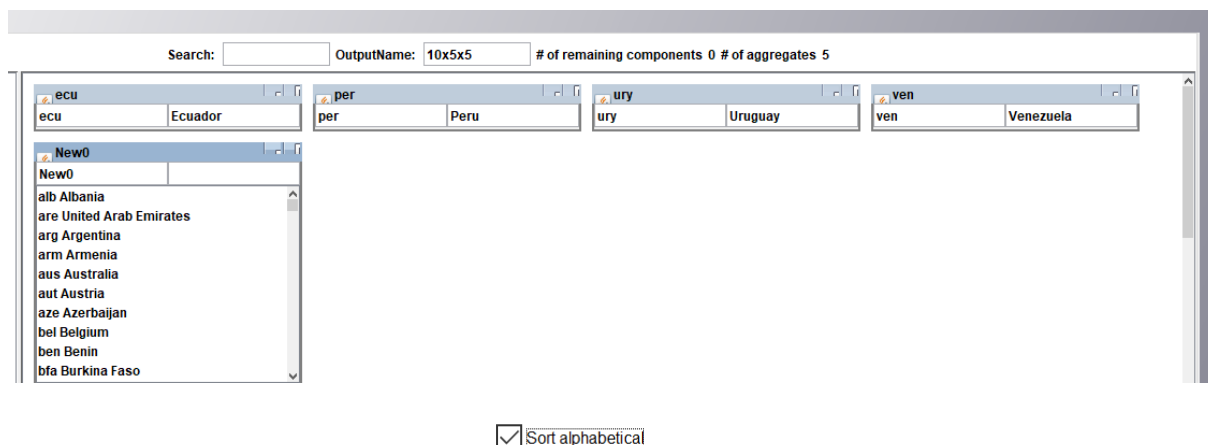 Search: OutputName: 10x5x5 # of remaining components 0 # of aggregates 5
ecu per ury ven
ecu Ecuador per Peru ury Uruguay ven Venezuela
New0
New0
alb Albania
are United Arab Emirates
arg Argentina
arm Armenia
aus Australia
aut Austria
aze Azerbaijan
bel Belgium
ben Benin
bfa Burkina Faso
Sort alphabetical